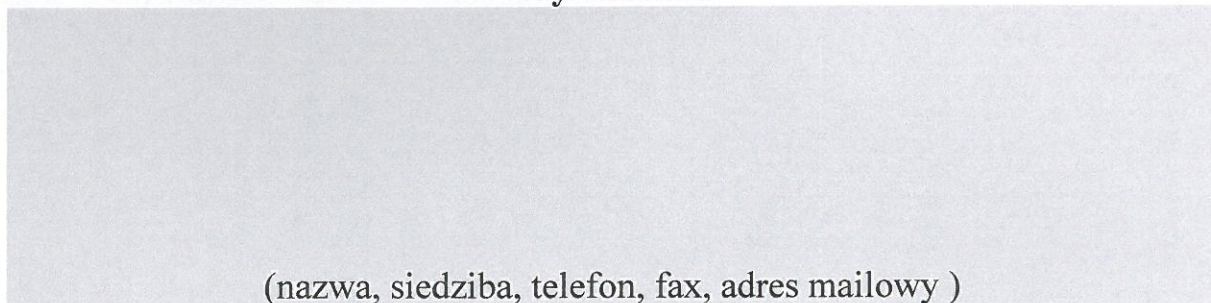 (nazwa, siedziba, telefon, fax, adres mailowy )